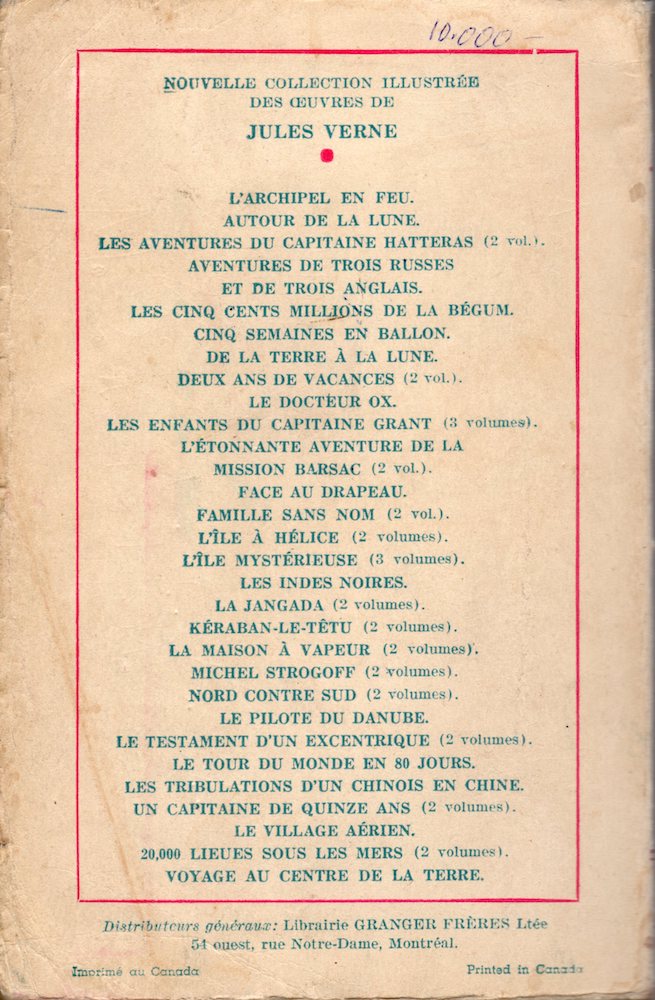 10.000-
NOUVELLE COLLECTION ILLUSTRÉE
DES ŒUVRES DE
JULES VERNE
L'ARCHIPEL EN FEU.
AUTOUR DE LA LUNE.
LES AVENTURES DU CAPITAINE HATTERAS (2 vol.).
AVENTURES DE TROIS RUSSES
ET DE TROIS ANGLAIS.
LES CINQ CENTS MILLIONS DE LA BÉGUM.
CINQ SEMAINES EN BALLON.
DE LA TERRE À LA LUNE.
DEUX ANS DE VACANCES (2 vol.).
LE DOCTEUR OX.
LES ENFANTS DU CAPITAINE GRANT (3 volumes).
L'ÉTONNANTE AVENTURE DE LA
MISSION BARSAC (2 vol.).
FACE AU DRAPEAU.
FAMILLE SANS NOM (2 vol.).
L'ÎLE À HÉLICE (2 volumes).
L'ÎLE MYSTÉRIEUSE (3 volumes).
LES INDES NOIRES.
LA JANGADA (2 volumes).
KÉRABAN-LE-TÊTU (2 volumes).
LA MAISON À VAPEUR (2 volumes).
MICHEL STROGOFF (2 volumes).
NORD CONTRE SUD (2 volumes).
LE PILOTE DU DANUBE.
LE TESTAMENT D'UN EXCENTRIQUE (2 volumes).
LE TOUR DU MONDE EN 80 JOURS.
LES TRIBULATIONS D'UN CHINOIS EN CHINE.
UN CAPITAINE DE QUINZE ANS (2 volumes).
LE VILLAGE AÉRIEN.
20,000 LIEUES SOUS LES MERS (2 volumes).
VOYAGE AU CENTRE DE LA TERRE.
Distributeurs généraux: Librairie GRANGER FRÈRES Ltée
54 ouest, rue Notre-Dame, Montréal.
Imprimé au Canada
Printed in Canada